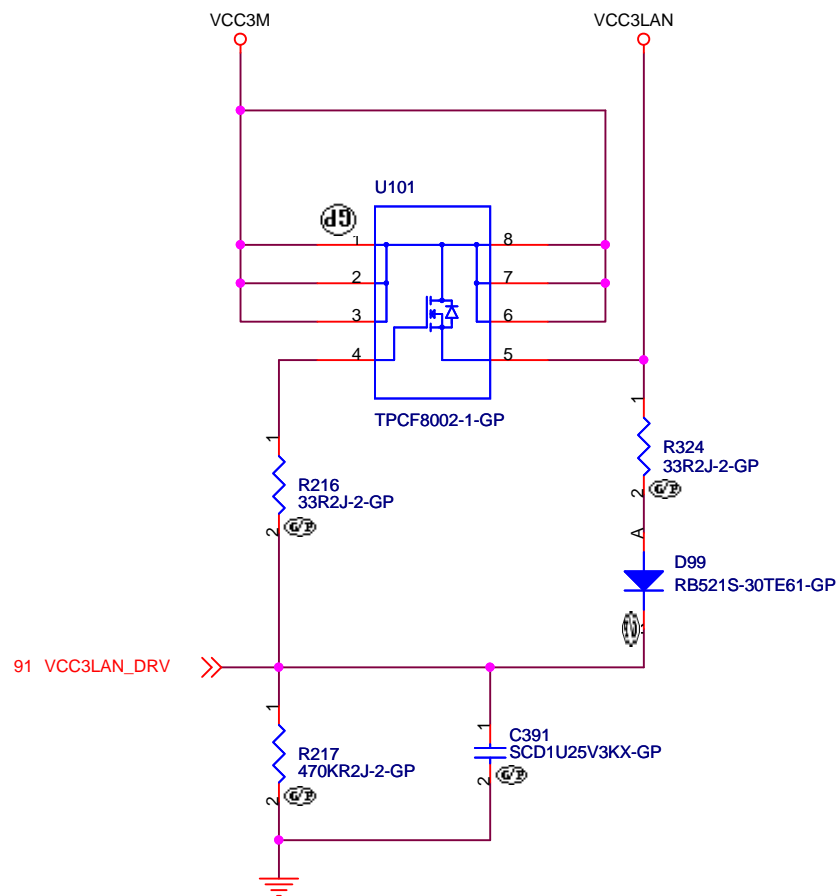 VCC3M
VCC3LAN
U101
GP
1
8
2
7
3
6
4
5
TPCF8002-1-GP
1
R324
33R2J-2-GP
2
G/P
1
R216
33R2J-2-GP
2
G/P
A
D99
RB521S-30TE61-GP
91 VCC3LAN_DRV
1
R217
470KR2J-2-GP
2
G/P
1
C391
SCD1U25V3KX-GP
2
G/P